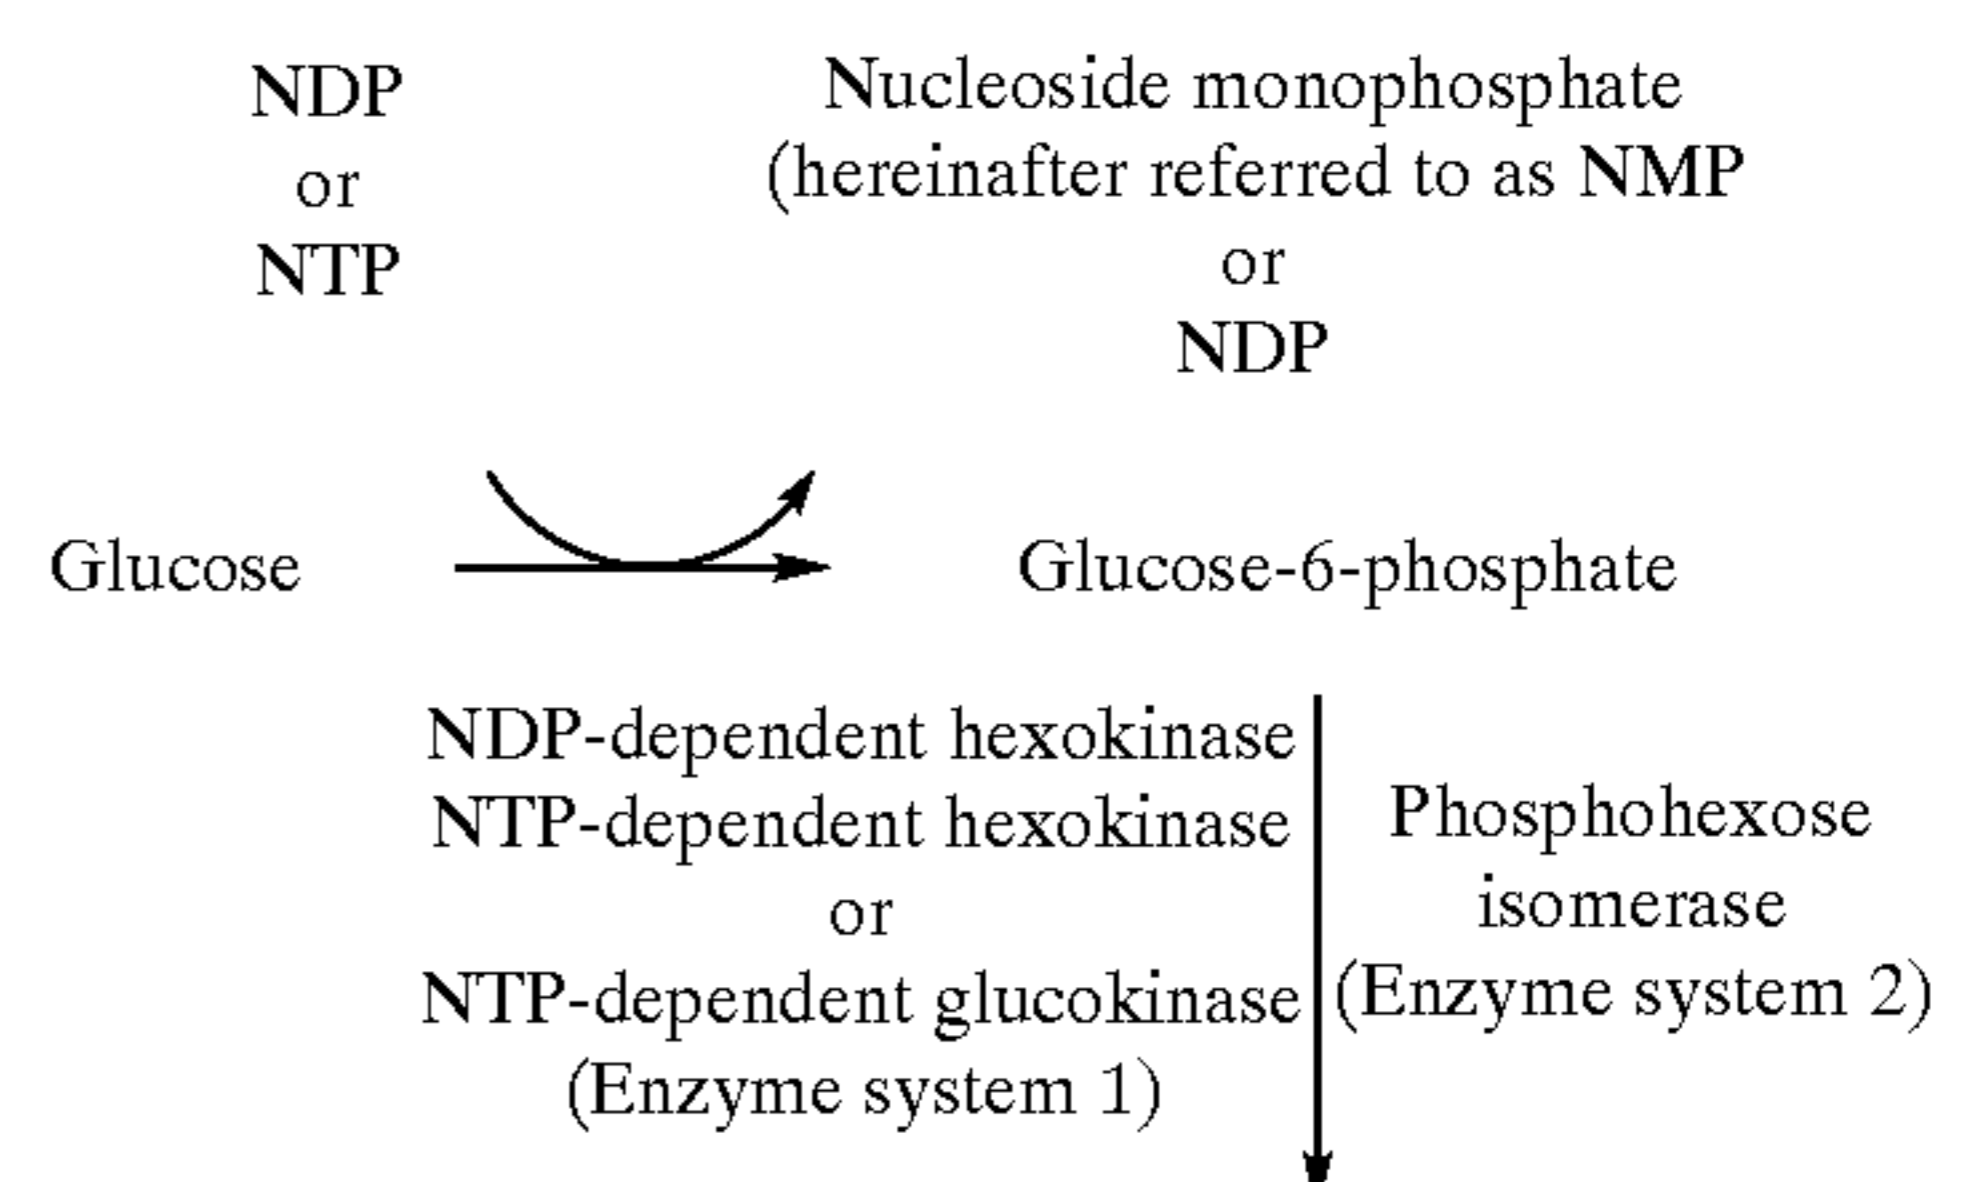 NDP
or
NTP
Nucleoside monophosphate
(hereinafter referred to as NMP
or
NDP
Glucose
Glucose-6-phosphate
NDP-dependent hexokinase
NTP-dependent hexokinase
or
NTP-dependent glucokinase
(Enzyme system 1)
Phosphohexose
isomerase
(Enzyme system 2)